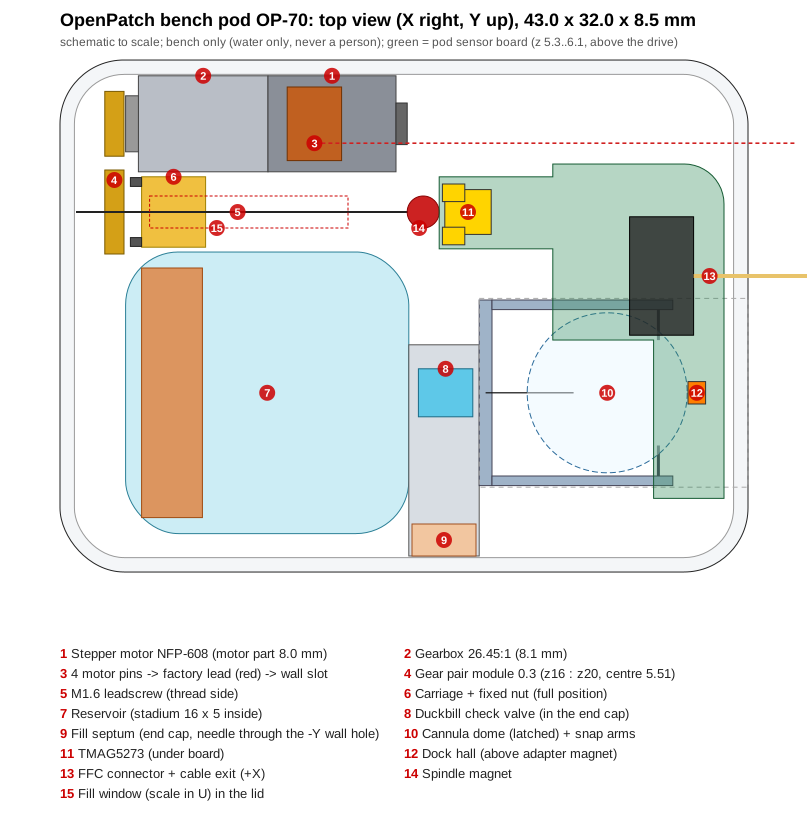 OpenPatch bench pod OP-70: top view (X right, Y up), 43.0 x 32.0 x 8.5 mm
schematic to scale; bench only (water only, never a person); green = pod sensor board (z 5.3..6.1, above the drive)
2
1
3
4
6
5
11
15
14
13
8
7
10
12
9
1 Stepper motor NFP-608 (motor part 8.0 mm)
2 Gearbox 26.45:1 (8.1 mm)
3 4 motor pins -> factory lead (red) -> wall slot
4 Gear pair module 0.3 (z16 : z20, centre 5.51)
5 M1.6 leadscrew (thread side)
6 Carriage + fixed nut (full position)
7 Reservoir (stadium 16 x 5 inside)
8 Duckbill check valve (in the end cap)
9 Fill septum (end cap, needle through the -Y wall hole)
10 Cannula dome (latched) + snap arms
11 TMAG5273 (under board)
12 Dock hall (above adapter magnet)
13 FFC connector + cable exit (+X)
14 Spindle magnet
15 Fill window (scale in U) in the lid